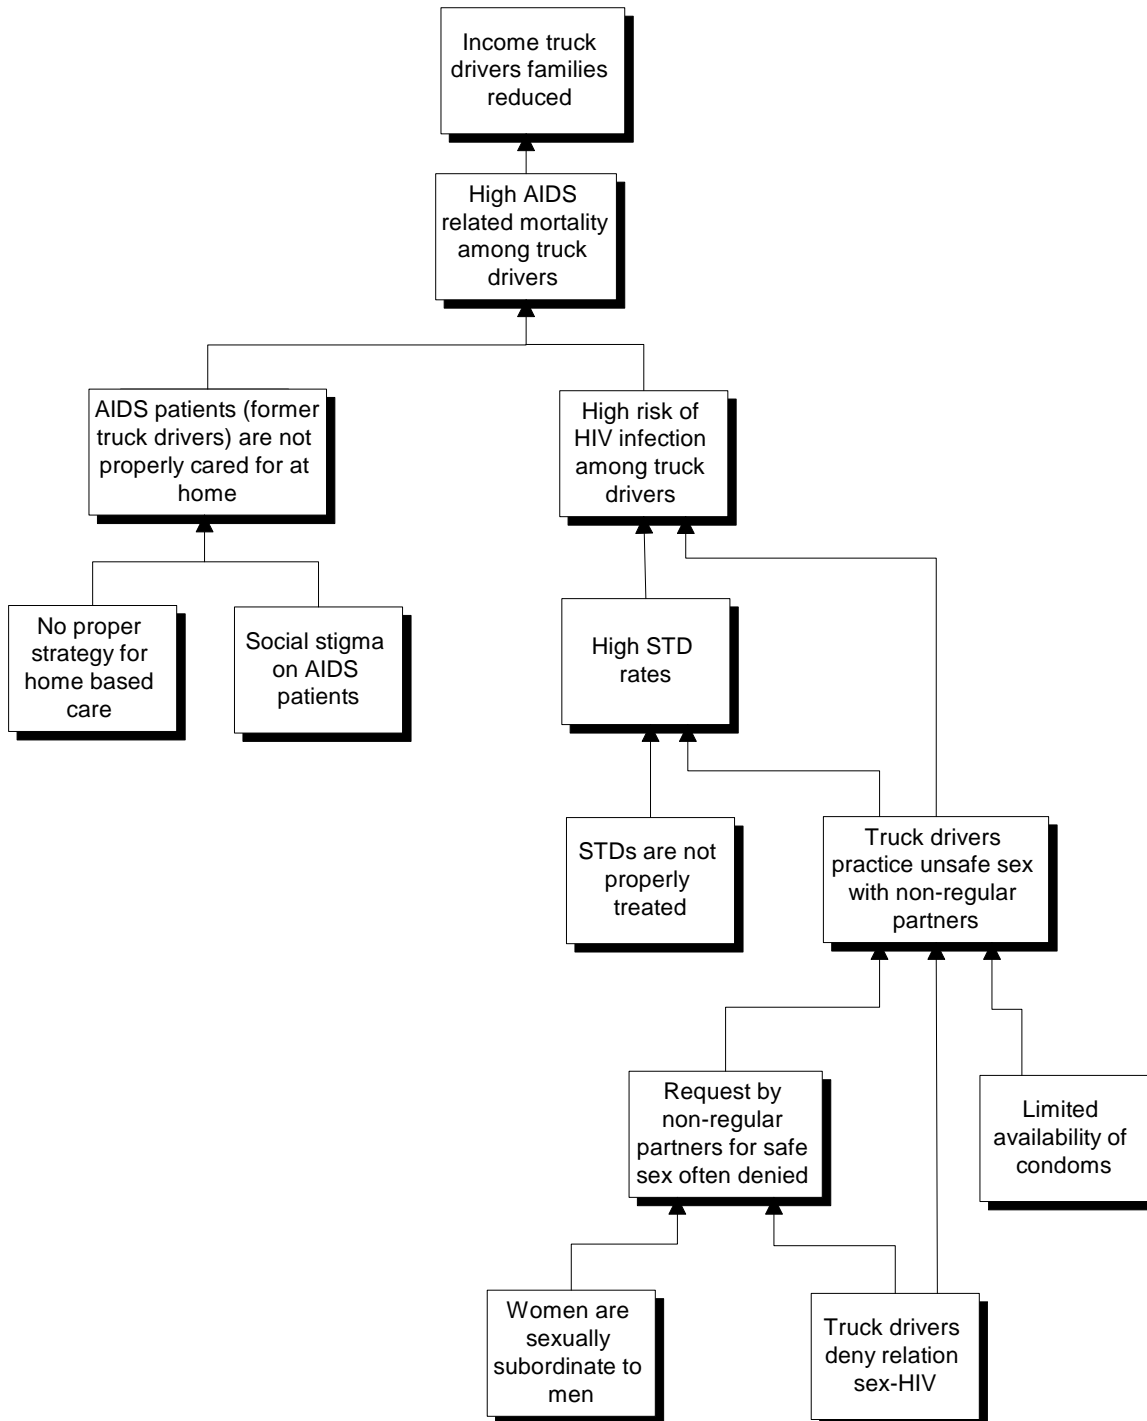 Income truck
drivers families
reduced
High AIDS
related mortality
among truck
drivers
AIDS patients (former
truck drivers) are not
properly cared for at
home
High risk of
HIV infection
among truck
drivers
No proper
strategy for
home based
care
Social stigma
on AIDS
patients
High STD
rates
STDs are not
properly
treated
Truck drivers
practice unsafe sex
with non-regular
partners
Request by
non-regular
partners for safe
sex often denied
Limited
availability of
condoms
Women are
sexually
subordinate to
men
Truck drivers
deny relation
sex-HIV